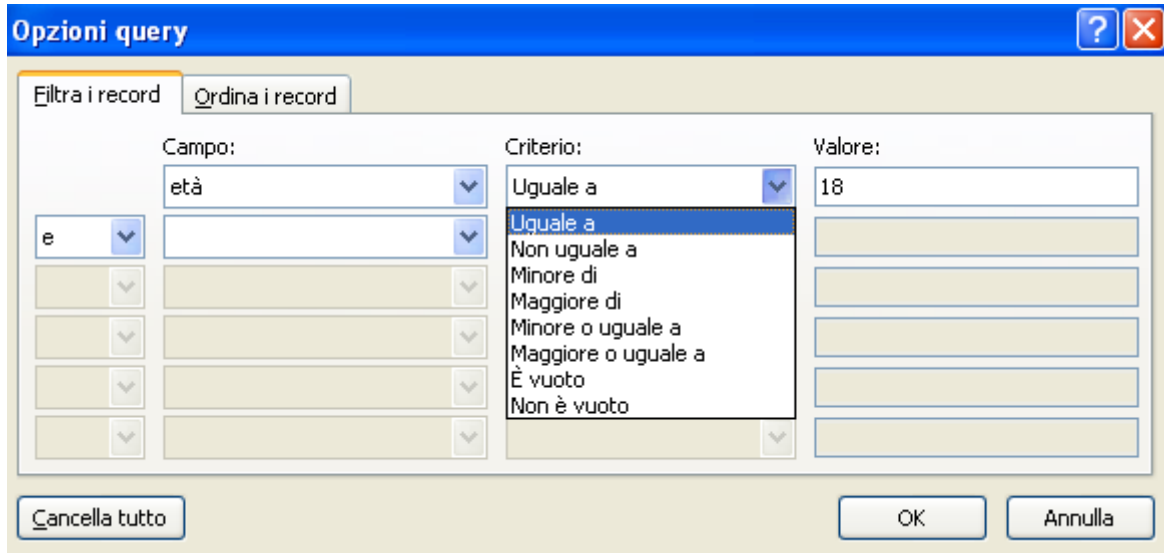 Opzioni query
Filtra i record Ordina i record
Campo: Criterio: Valore:
età Uguale a 18
e
Uguale a
Non uguale a
Minore di
Maggiore di
Minore o uguale a
Maggiore o uguale a
È vuoto
Non è vuoto
Cancella tutto OK Annulla